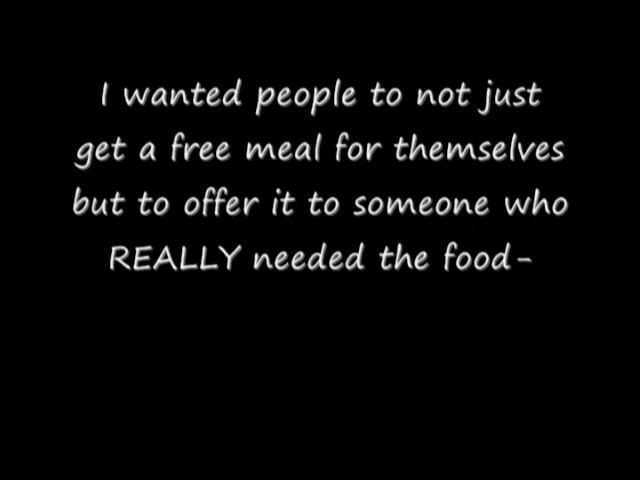 I wanted people to not just
get a free meal for themselves
but to offer it to someone who
REALLY needed the food-